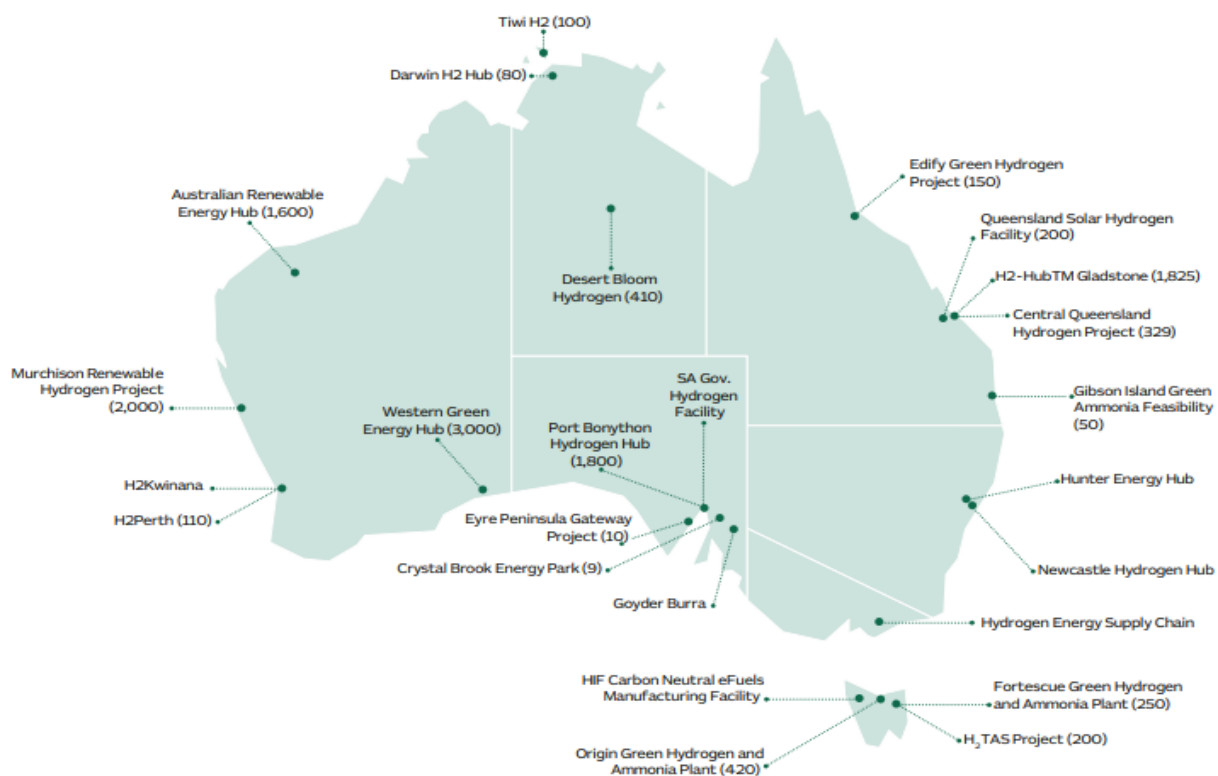 Tiwi H2 (100)
Darwin H2 Hub (80)
Edify Green Hydrogen
Project (150)
Australian Renewable
Energy Hub (1,600)
Queensland Solar Hydrogen
Facility (200)
Desert Bloom
Hydrogen (410)
H2-HubTM Gladstone (1,825)
Central Queensland
Hydrogen Project (329)
Murchison Renewable
Hydrogen Project
(2,000)
SA Gov.
Hydrogen
Facility
Gibson Island Green
Ammonia Feasibility
(50)
Western Green
Energy Hub (3,000)
Port Bonython
Hydrogen Hub
(1,800)
H2Kwinana
Hunter Energy Hub
H2Perth (110)
Eyre Peninsula Gateway
Project (10)
Crystal Brook Energy Park (9)
Newcastle Hydrogen Hub
Goyder Burra
Hydrogen Energy Supply Chain
HIF Carbon Neutral eFuels
Manufacturing Facility
Fortescue Green Hydrogen
and Ammonia Plant (250)
H₂TAS Project (200)
Origin Green Hydrogen and
Ammonia Plant (420)